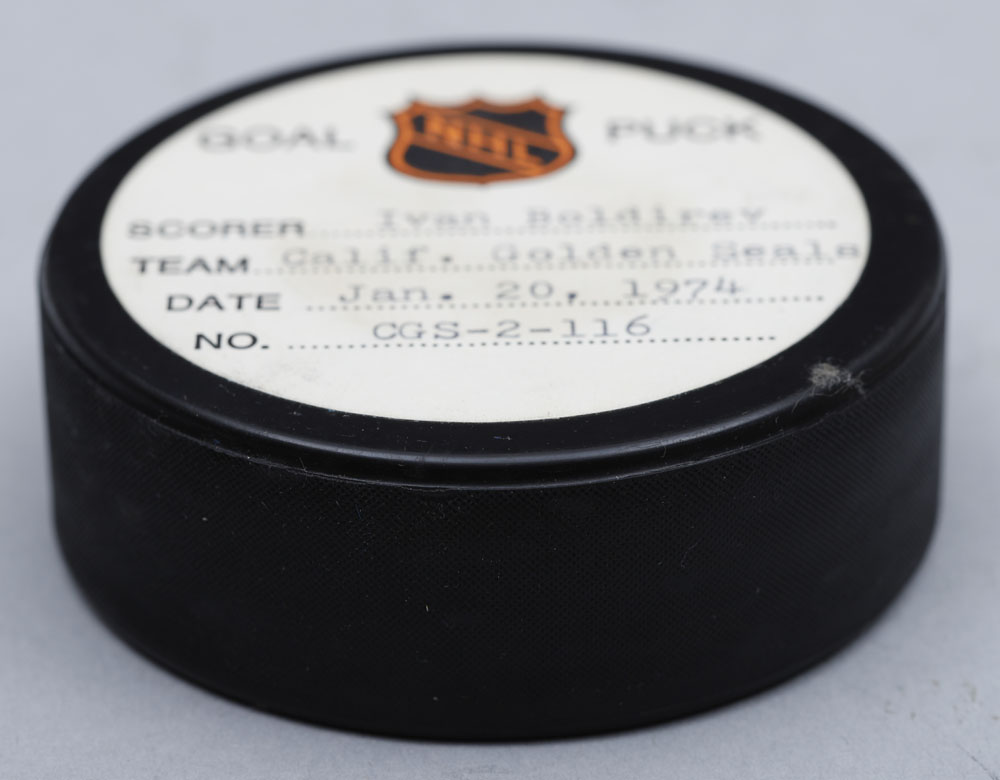 GOAL NHL PUCK
SCORER Ivan Boldirev
TEAM Calif. Golden Seals
DATE Jan. 20, 1974
NO. CGS-2-116